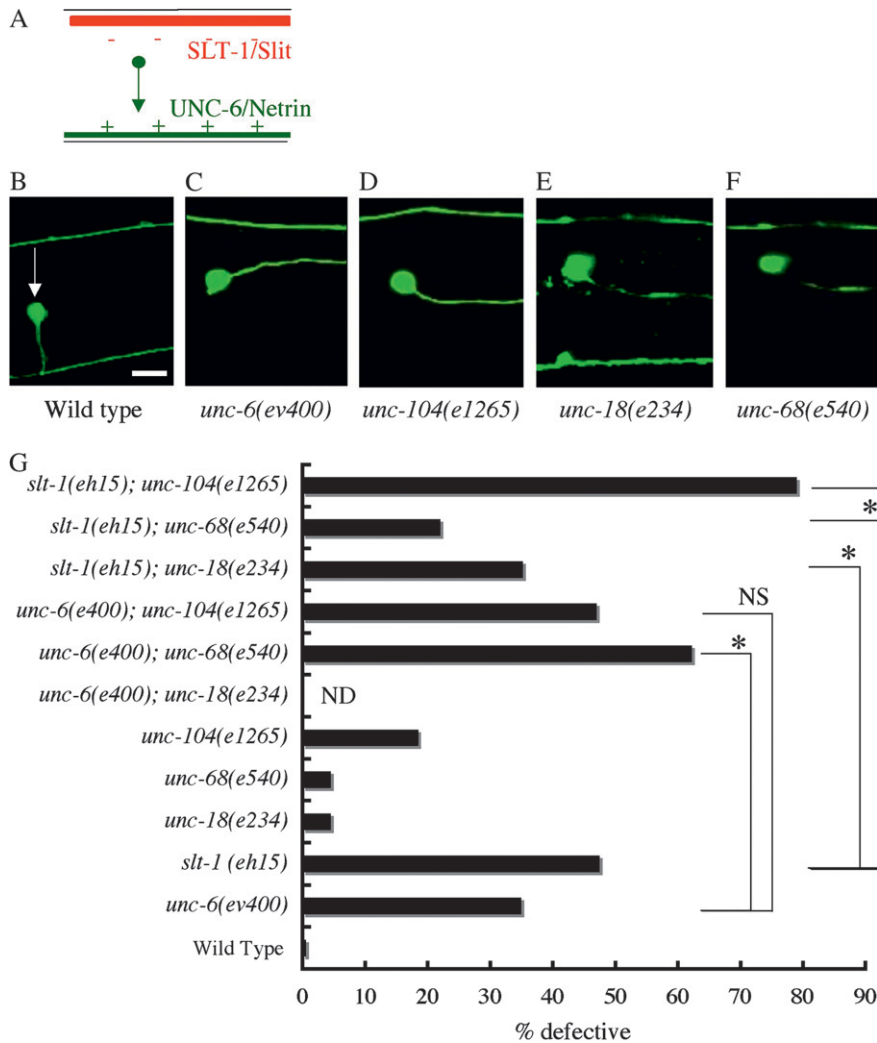 A
SLT-1/Slit
UNC-6/Netrin
+ + + +
B C D E F
Wild type unc-6(ev400) unc-104(e1265) unc-18(e234) unc-68(e540)
G
slt-1(eh15); unc-104(e1265)
slt-1(eh15); unc-68(e540)
*
slt-1(eh15); unc-18(e234)
*
unc-6(e400); unc-104(e1265)
NS
unc-6(e400); unc-68(e540)
*
unc-6(e400); unc-18(e234) ND
unc-104(e1265)
unc-68(e540)
unc-18(e234)
slt-1 (eh15)
unc-6(ev400)
Wild Type
0 10 20 30 40 50 60 70 80 90
% defective